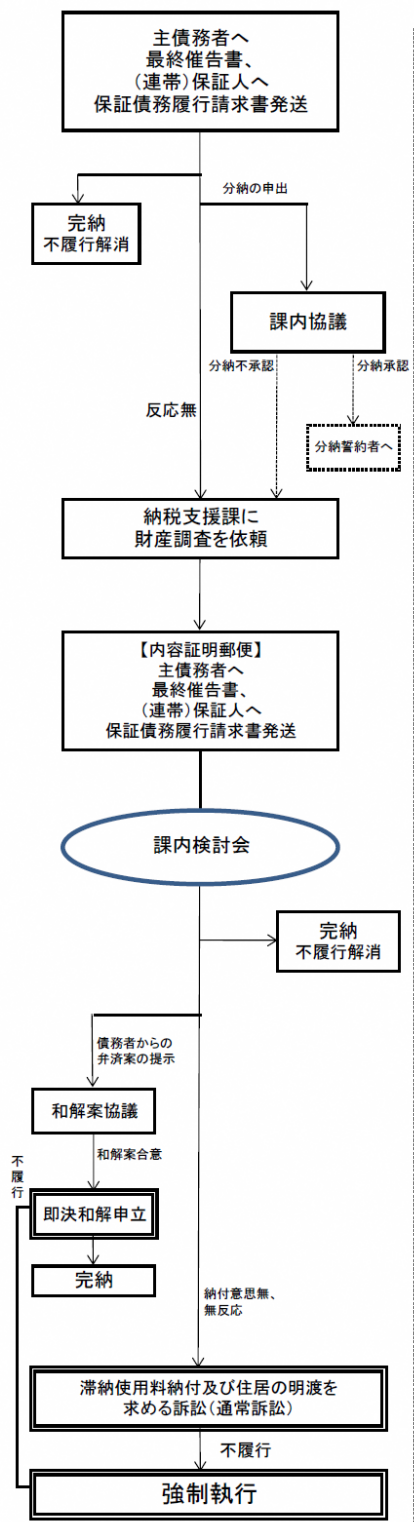 主債務者へ
最終催告書、
（連帯）保証人へ
保証債務履行請求書発送
分納の申出
完納
不履行解消
課内協議
分納不承認
分納承認
反応無
分納誓約者へ
納税支援課に
財産調査を依頼
【内容証明郵便】
主債務者へ
最終催告書、
（連帯）保証人へ
保証債務履行請求書発送
課内検討会
完納
不履行解消
債務者からの
弁済案の提示
和解案協議
和解案合意
不履行
即決和解申立
完納
納付意思無、
無反応
滞納使用料納付及び住居の明渡を
求める訴訟（通常訴訟）
不履行
強制執行